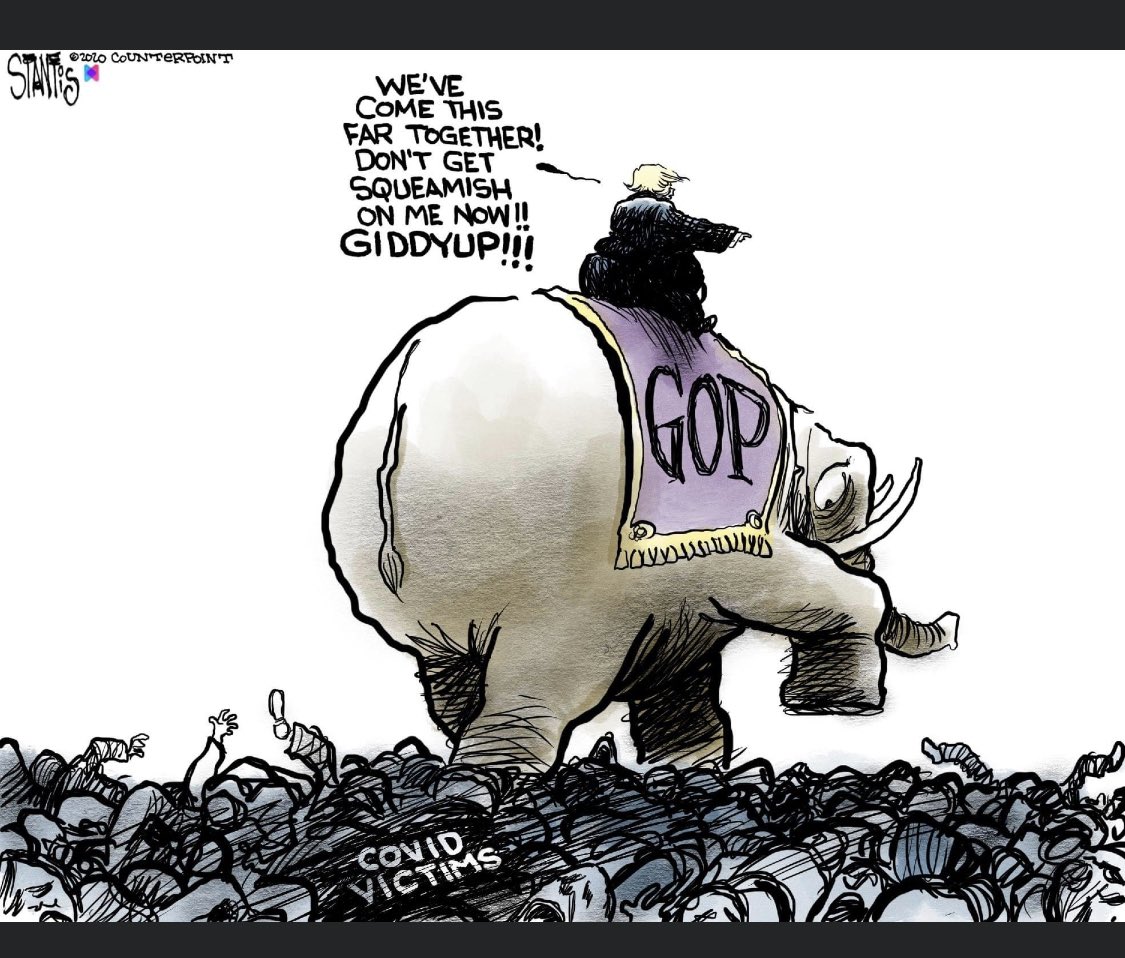 STANTIS
©2020 COUNTERPOINT
WE'VE
COME THIS
FAR TOGETHER!
DON'T GET
SQUEAMISH
ON ME NOW!!
GIDDYUP!!!
GOP
COVID
VICTIMS